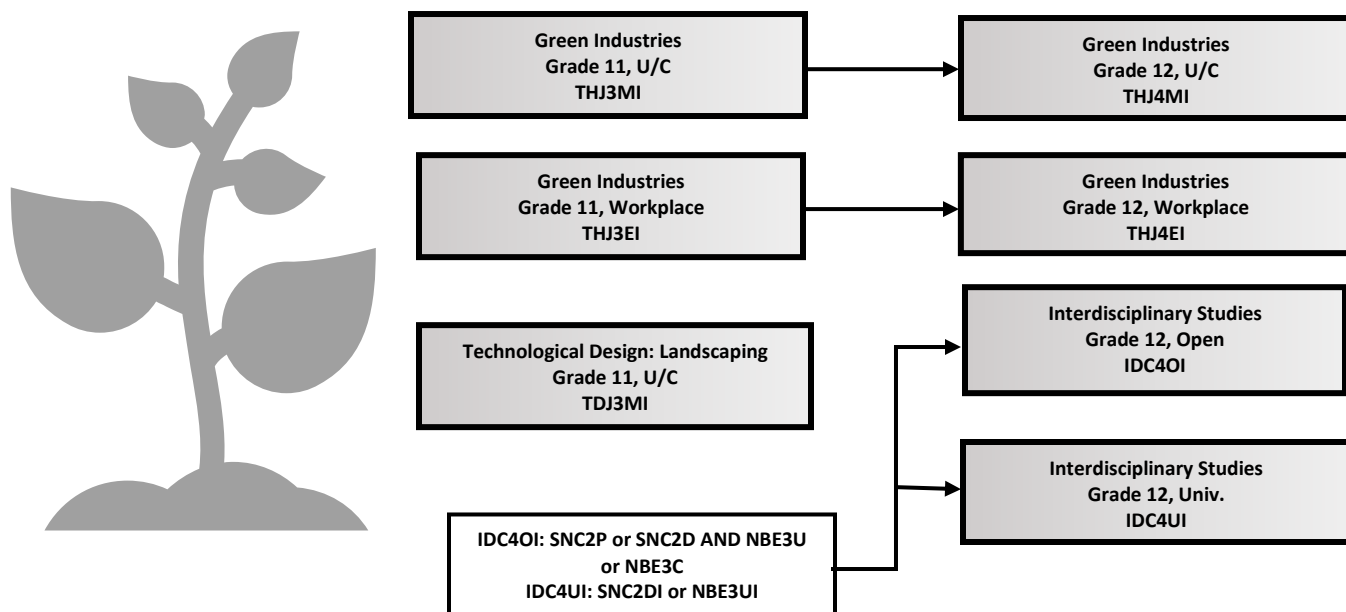 Green Industries
Grade 11, U/C
THJ3MI
Green Industries
Grade 12, U/C
THJ4MI
Green Industries
Grade 11, Workplace
THJ3EI
Green Industries
Grade 12, Workplace
THJ4EI
Technological Design: Landscaping
Grade 11, U/C
TDJ3MI
Interdisciplinary Studies
Grade 12, Open
IDC4OI
Interdisciplinary Studies
Grade 12, Univ.
IDC4UI
IDC4OI: SNC2P or SNC2D AND NBE3U
or NBE3C
IDC4UI: SNC2DI or NBE3UI